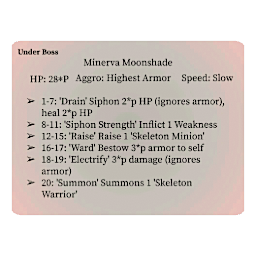 Under Boss
Minerva Moonshade
HP: 28*P Aggro: Highest Armor Speed: Slow
➢ 1-7: 'Drain' Siphon 2*p HP (ignores armor),
heal 2*p HP
➢ 8-11: 'Siphon Strength' Inflict 1 Weakness
➢ 12-15: 'Raise' Raise 1 'Skeleton Minion'
➢ 16-17: 'Ward' Bestow 3*p armor to self
➢ 18-19: 'Electrify' 3*p damage (ignores
armor)
➢ 20: 'Summon' Summons 1 'Skeleton
Warrior'